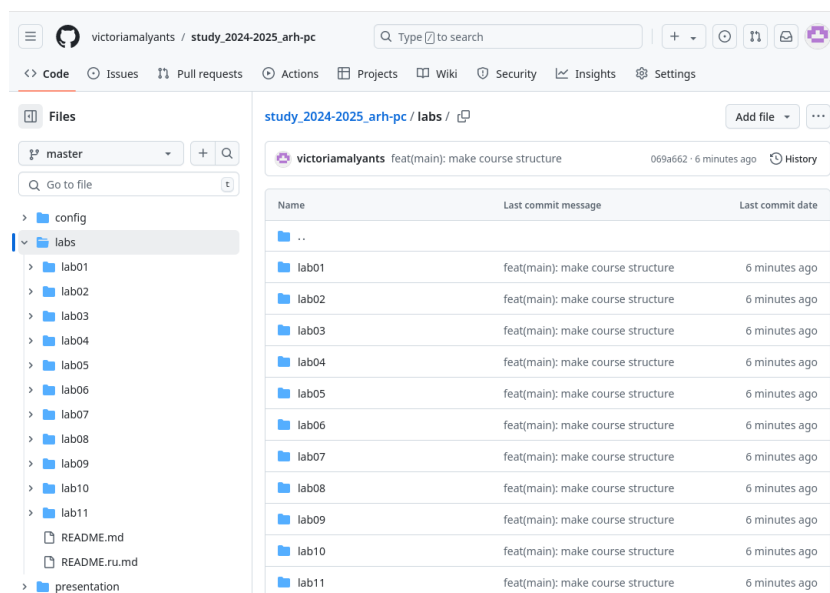 victoriamalyants / study_2024-2025_arh-pc
Type / to search
Code
Issues
Pull requests
Actions
Projects
Wiki
Security
Insights
Settings
Files
master
Go to file
t
config
labs
lab01
lab02
lab03
lab04
lab05
lab06
lab07
lab08
lab09
lab10
lab11
README.md
README.ru.md
presentation
study_2024-2025_arh-pc / labs /
Add file
victoriamalyants feat(main): make course structure 069a662 · 6 minutes ago History
Name Last commit message Last commit date
..
lab01 feat(main): make course structure 6 minutes ago
lab02 feat(main): make course structure 6 minutes ago
lab03 feat(main): make course structure 6 minutes ago
lab04 feat(main): make course structure 6 minutes ago
lab05 feat(main): make course structure 6 minutes ago
lab06 feat(main): make course structure 6 minutes ago
lab07 feat(main): make course structure 6 minutes ago
lab08 feat(main): make course structure 6 minutes ago
lab09 feat(main): make course structure 6 minutes ago
lab10 feat(main): make course structure 6 minutes ago
lab11 feat(main): make course structure 6 minutes ago